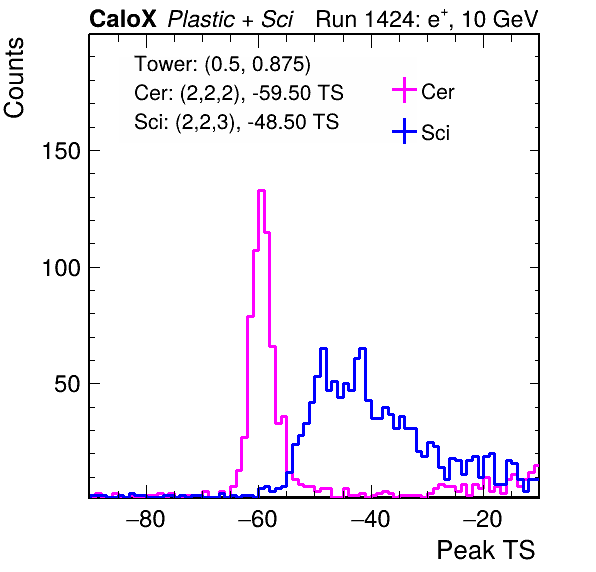 CaloX Plastic + Sci Run 1424: e+, 10 GeV
Counts
Tower: (0.5, 0.875)
Cer: (2,2,2), -59.50 TS
Sci: (2,2,3), -48.50 TS
Cer
Sci
150
100
50
−80 −60 −40 −20
Peak TS